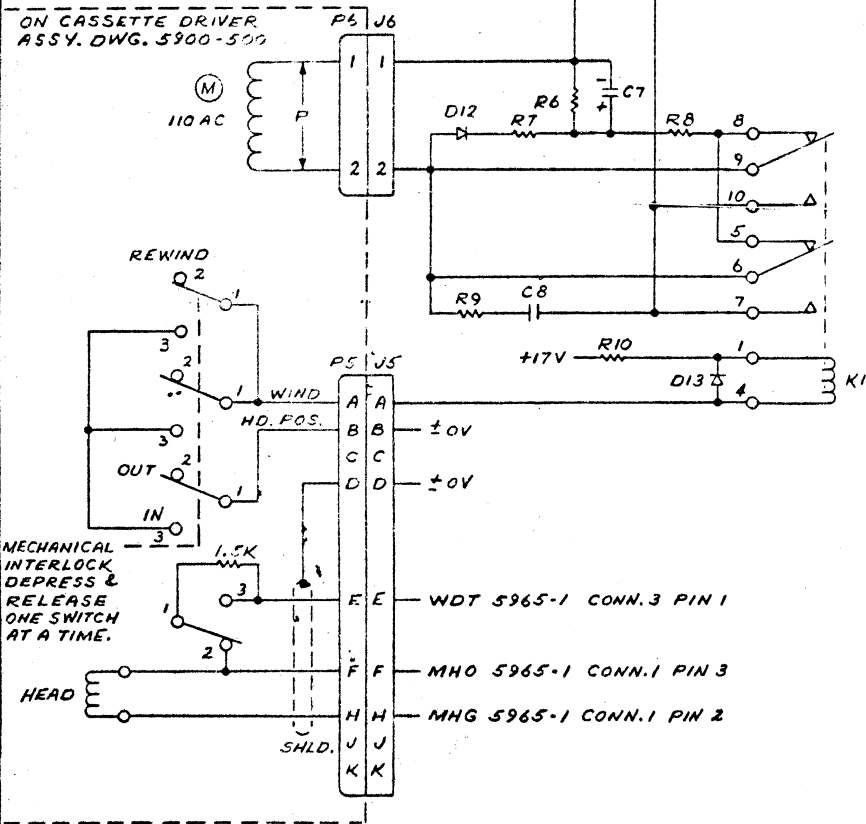 ON CASSETTE DRIVER
ASSY. DWG. 5900-500
P6 J6
1 1
M
110 AC
P
2 2
R6
- C7
+
D12
R7
R8
8
9
10
5
6
7
R9
C8
+17V
R10
1
D13
K1
4
REWIND
2
1
3
2
1
WIND
3
HD. POS.
OUT
2
1
IN
3
MECHANICAL
INTERLOCK
DEPRESS &
RELEASE
ONE SWITCH
AT A TIME.
P5 J5
A A
B B ± 0V
C C
D D ± 0V
1.5K
3
1
2
E E WDT 5965-1 CONN.3 PIN 1
F F MHO 5965-1 CONN.1 PIN 3
HEAD
H H MHG 5965-1 CONN.1 PIN 2
SHLD.
J J
K K